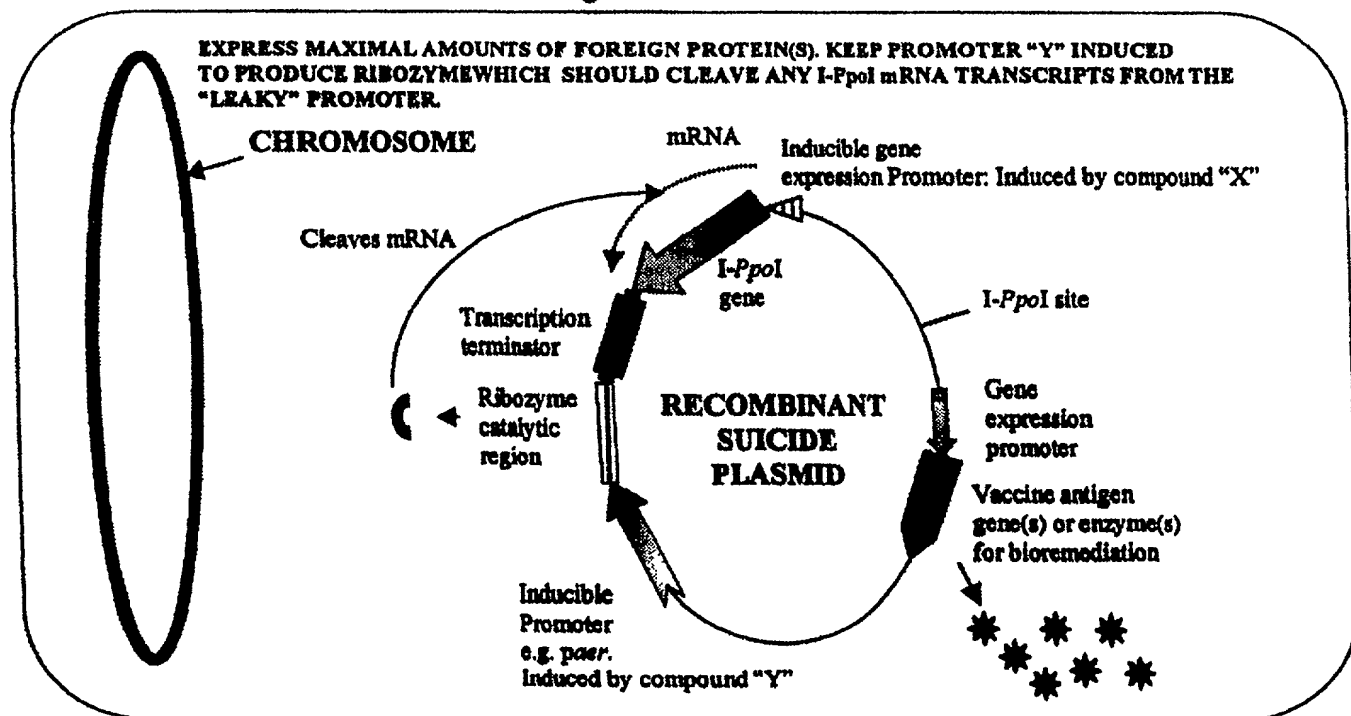 EXPRESS MAXIMAL AMOUNTS OF FOREIGN PROTEIN(S). KEEP PROMOTER "Y" INDUCED
TO PRODUCE RIBOZYMEWHICH SHOULD CLEAVE ANY I-PpoI mRNA TRANSCRIPTS FROM THE
"LEAKY" PROMOTER.
CHROMOSOME
mRNA
Inducible gene
expression Promoter: Induced by compound "X"
Cleaves mRNA
I-PpoI
gene
I-PpoI site
Transcription
terminator
Ribozyme
catalytic
region
RECOMBINANT
SUICIDE
PLASMID
Gene
expression
promoter
Vaccine antigen
gene(s) or enzyme(s)
for bioremediation
Inducible
Promoter
e.g. paer.
Induced by compound "Y"